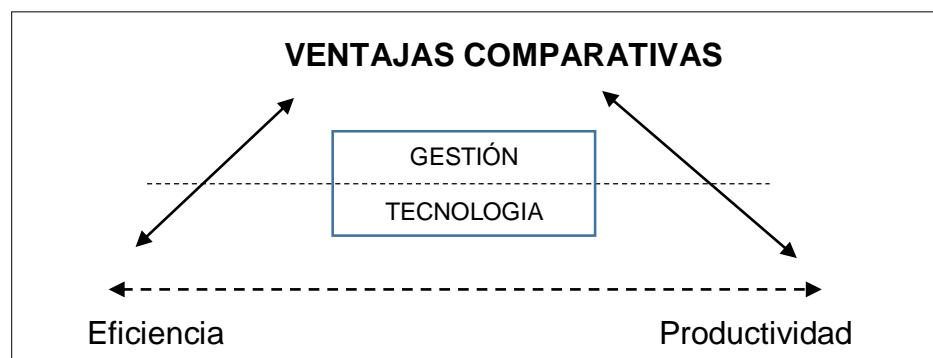 VENTAJAS COMPARATIVAS
GESTIÓN
TECNOLOGIA
Eficiencia
Productividad